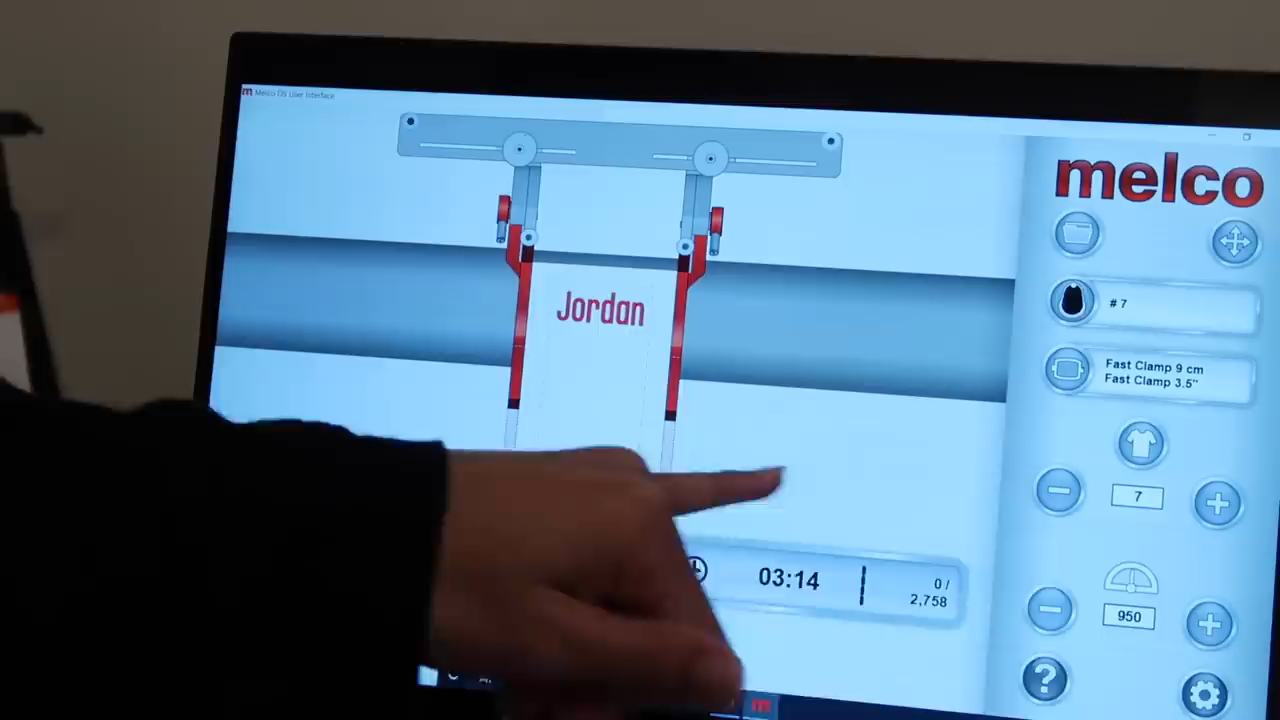 Melco OS User Interface
melco
Jordan
# 7
Fast Clamp 9 cm
Fast Clamp 3.5"
7
03:14
0/
2,758
950
?
m